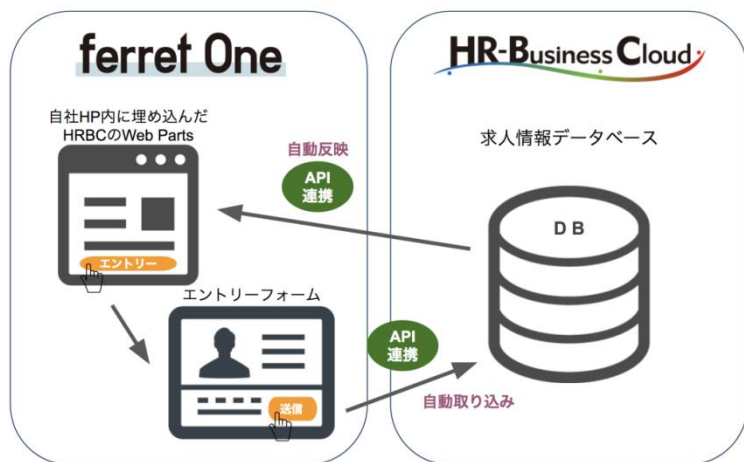 ferret One
HR-Business Cloud
自社HP内に埋め込んだ
HRBCのWeb Parts
自動反映
API
連携
求人情報データベース
DB
エントリー
エントリーフォーム
API
連携
送信
自動取り込み